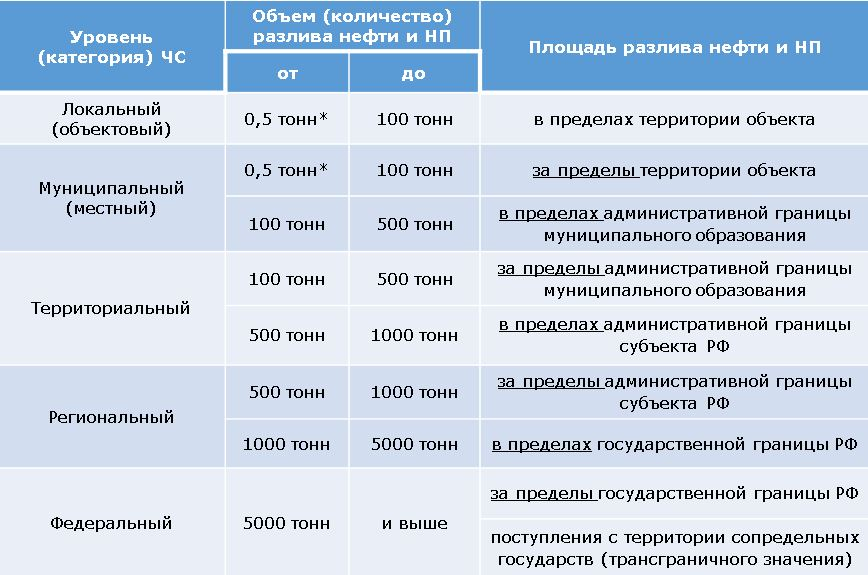 Уровень
(категория) ЧС
Объем (количество)
разлива нефти и НП
Площадь разлива нефти и НП
от
до
Локальный
(объектовый)
0,5 тонн*
100 тонн
в пределах территории объекта
Муниципальный
(местный)
0,5 тонн*
100 тонн
за пределы территории объекта
100 тонн
500 тонн
в пределах административной границы
муниципального образования
Территориальный
100 тонн
500 тонн
за пределы административной границы
муниципального образования
500 тонн
1000 тонн
в пределах административной границы
субъекта РФ
Региональный
500 тонн
1000 тонн
за пределы административной границы
субъекта РФ
1000 тонн
5000 тонн
в пределах государственной границы РФ
Федеральный
5000 тонн
и выше
за пределы государственной границы РФ
поступления с территории сопредельных
государств (трансграничного значения)